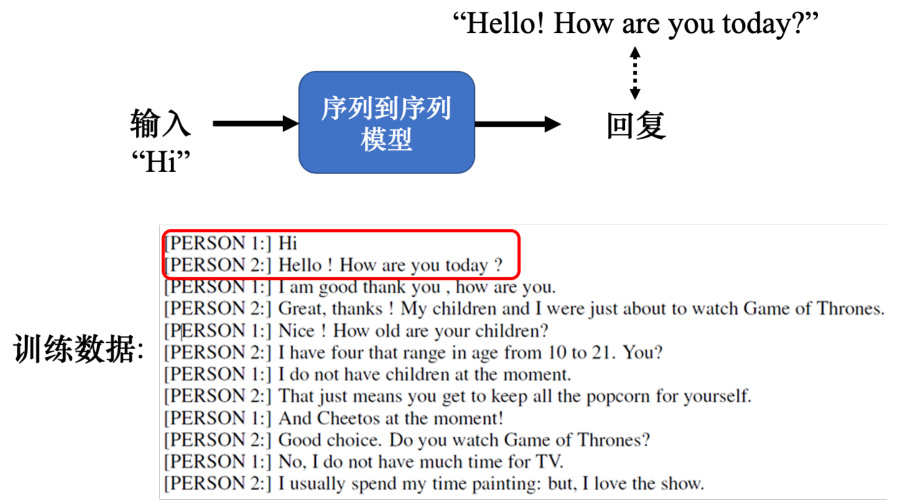 “Hello! How are you today?”
输入
“Hi”
序列到序列
模型
回复
训练数据:
[PERSON 1:] Hi
[PERSON 2:] Hello ! How are you today ?
[PERSON 1:] I am good thank you , how are you.
[PERSON 2:] Great, thanks ! My children and I were just about to watch Game of Thrones.
[PERSON 1:] Nice ! How old are your children?
[PERSON 2:] I have four that range in age from 10 to 21. You?
[PERSON 1:] I do not have children at the moment.
[PERSON 2:] That just means you get to keep all the popcorn for yourself.
[PERSON 1:] And Cheetos at the moment!
[PERSON 2:] Good choice. Do you watch Game of Thrones?
[PERSON 1:] No, I do not have much time for TV.
[PERSON 2:] I usually spend my time painting: but, I love the show.